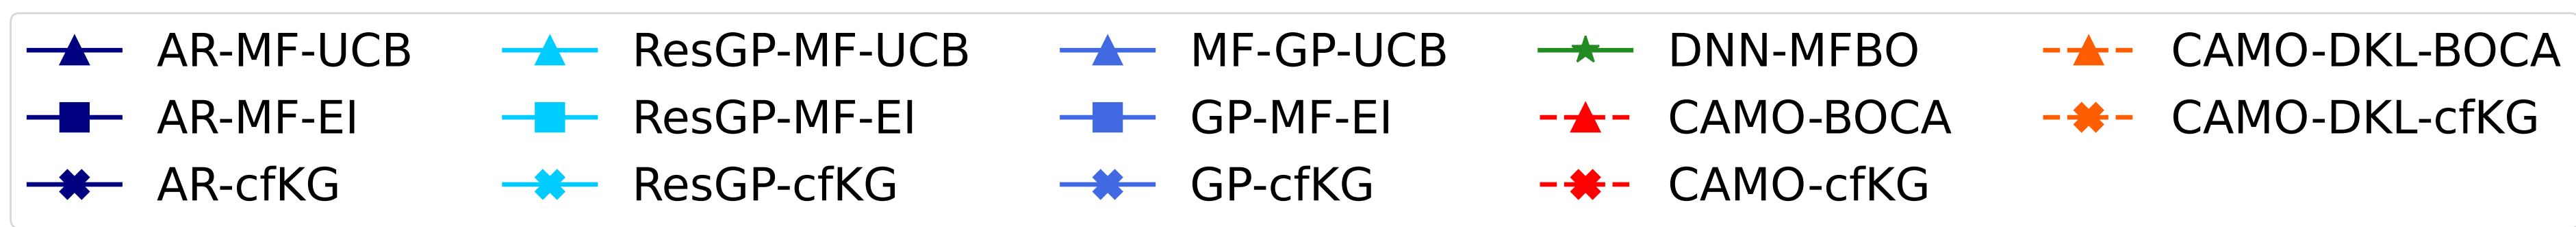 AR-MF-UCB ResGP-MF-UCB MF-GP-UCB DNN-MFBO CAMO-DKL-BOCA
AR-MF-EI ResGP-MF-EI GP-MF-EI CAMO-BOCA CAMO-DKL-cfKG
AR-cfKG ResGP-cfKG GP-cfKG CAMO-cfKG